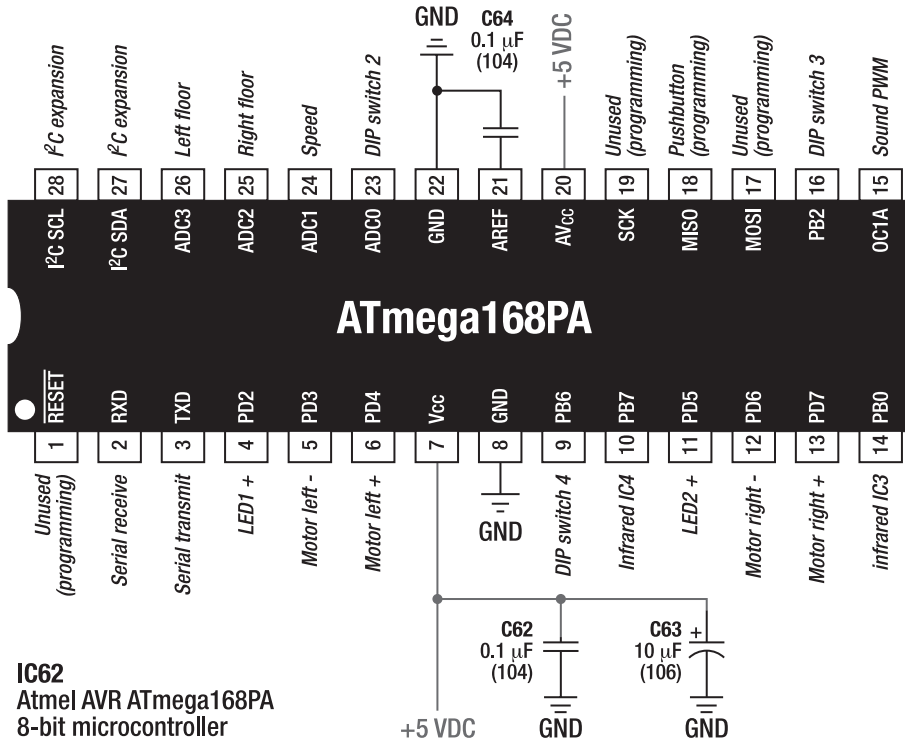 GND
C64
0.1 µF
(104)
+5 VDC
I²C expansion
I²C expansion
Left floor
Right floor
Speed
DIP switch 2
Unused
(programming)
Pushbutton
(programming)
Unused
(programming)
DIP switch 3
Sound PWM
28
27
26
25
24
23
22
21
20
19
18
17
16
15
I²C SCL
I²C SDA
ADC3
ADC2
ADC1
ADC0
GND
AREF
AVCC
SCK
MISO
MOSI
PB2
OC1A
ATmega168PA
RESET
RXD
TXD
PD2
PD3
PD4
VCC
GND
PB6
PB7
PD5
PD6
PD7
PB0
1
2
3
4
5
6
7
8
9
10
11
12
13
14
Unused
(programming)
Serial receive
Serial transmit
LED1 +
Motor left -
Motor left +
GND
DIP switch 4
Infrared IC4
LED2 +
Motor right -
Motor right +
infrared IC3
C62
0.1 µF
(104)
C63
10 µF
(106)
+
IC62
Atmel AVR ATmega168PA
8-bit microcontroller
+5 VDC
GND
GND